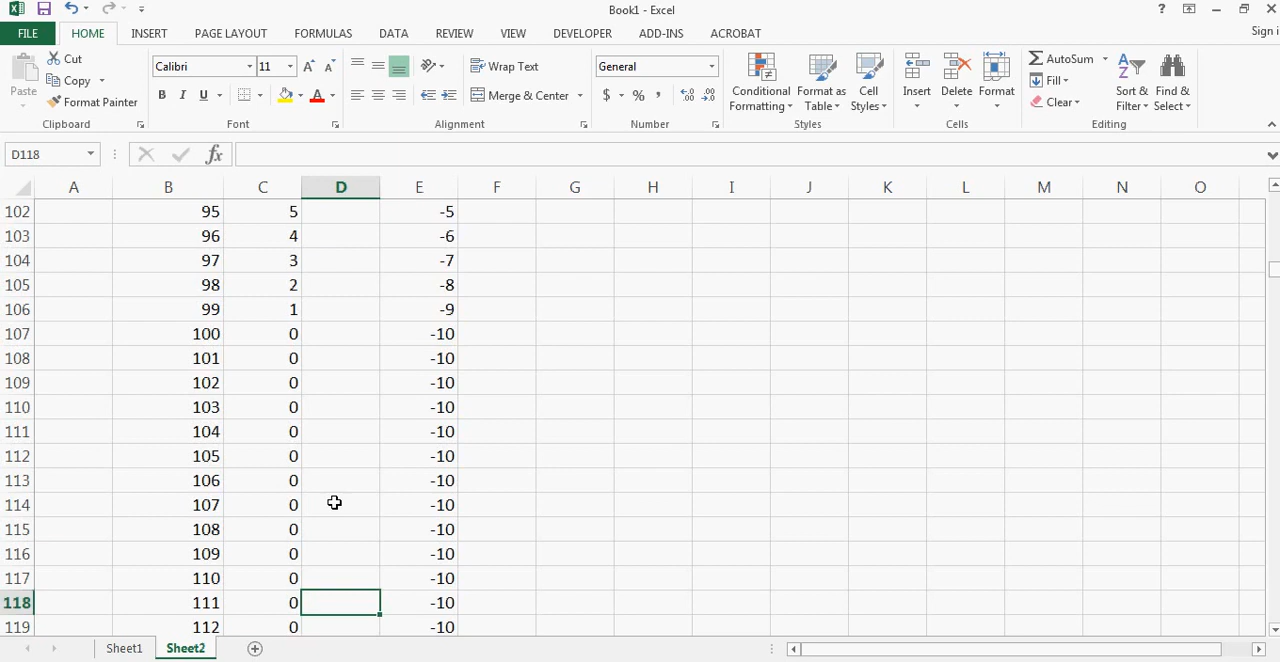 Book1 - Excel
?
FILE HOME INSERT PAGE LAYOUT FORMULAS DATA REVIEW VIEW DEVELOPER ADD-INS ACROBAT Sign i
Paste
Cut
Copy
Format Painter
Clipboard
Calibri 11
B I U
Font
Wrap Text
Merge & Center
Alignment
General
$ % ,
Number
Conditional Formatting
Format as Table
Cell Styles
Styles
Insert Delete Format
Cells
AutoSum
Fill
Clear
Sort & Filter
Find & Select
Editing
D118 fx
A B C D E F G H I J K L M N O
102 95 5 -5
103 96 4 -6
104 97 3 -7
105 98 2 -8
106 99 1 -9
107 100 0 -10
108 101 0 -10
109 102 0 -10
110 103 0 -10
111 104 0 -10
112 105 0 -10
113 106 0 -10
114 107 0 -10
115 108 0 -10
116 109 0 -10
117 110 0 -10
118 111 0 -10
119 112 0 -10
Sheet1 Sheet2